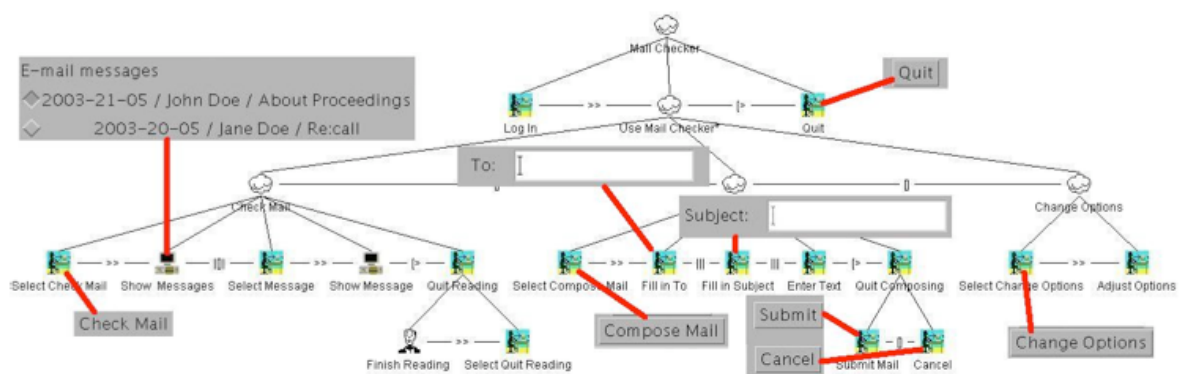 Mail Checker
E-mail messages
Quit
2003-21-05 / John Doe / About Proceedings
2003-20-05 / Jane Doe / Re:call
>>
[>
Log In
Use Mail Checker*
Quit
To:
[]
[]
Check Mail
Change Options
Subject:
>> |[]| >> [> >> ||| ||| [> >>
Select Check Mail Show Messages Select Message Show Message Quit Reading Select Compose Mail Fill in To Fill in Subject Enter Text Quit Composing Select Change Options Adjust Options
Check Mail
Compose Mail
Submit
Change Options
>>
[]
Cancel
Finish Reading Select Quit Reading Submit Mail Cancel